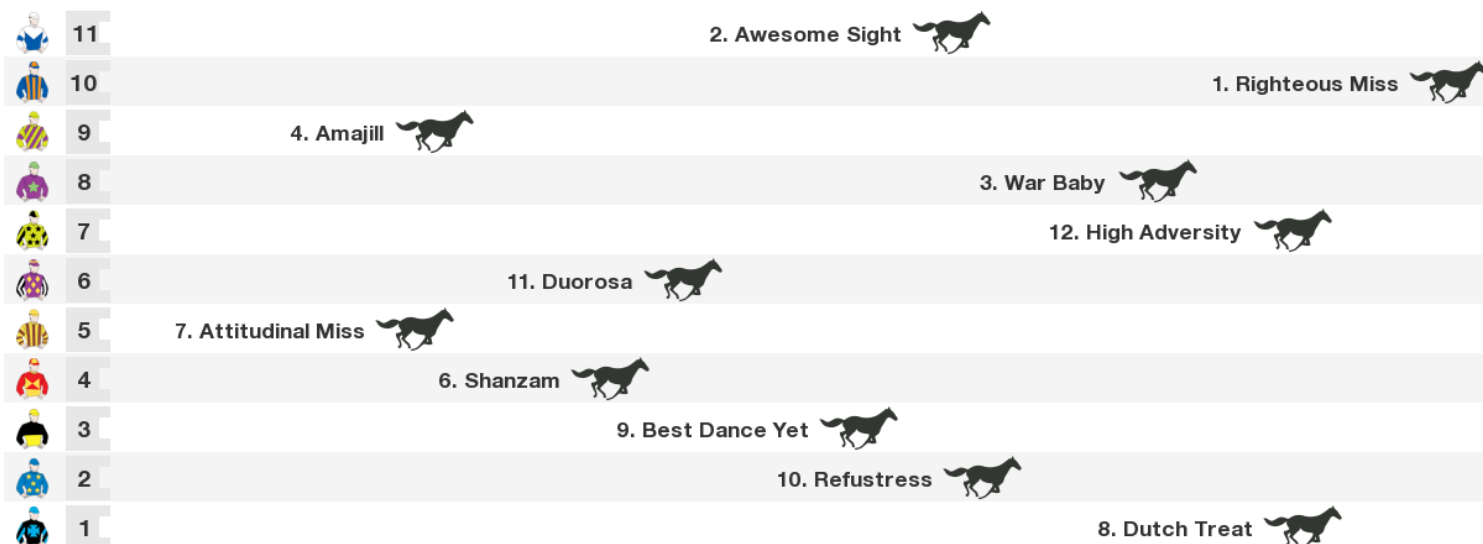 11 2. Awesome Sight
10 1. Righteous Miss
9 4. Amajill
8 3. War Baby
7 12. High Adversity
6 11. Duorosa
5 7. Attitudinal Miss
4 6. Shanzam
3 9. Best Dance Yet
2 10. Refustress
1 8. Dutch Treat